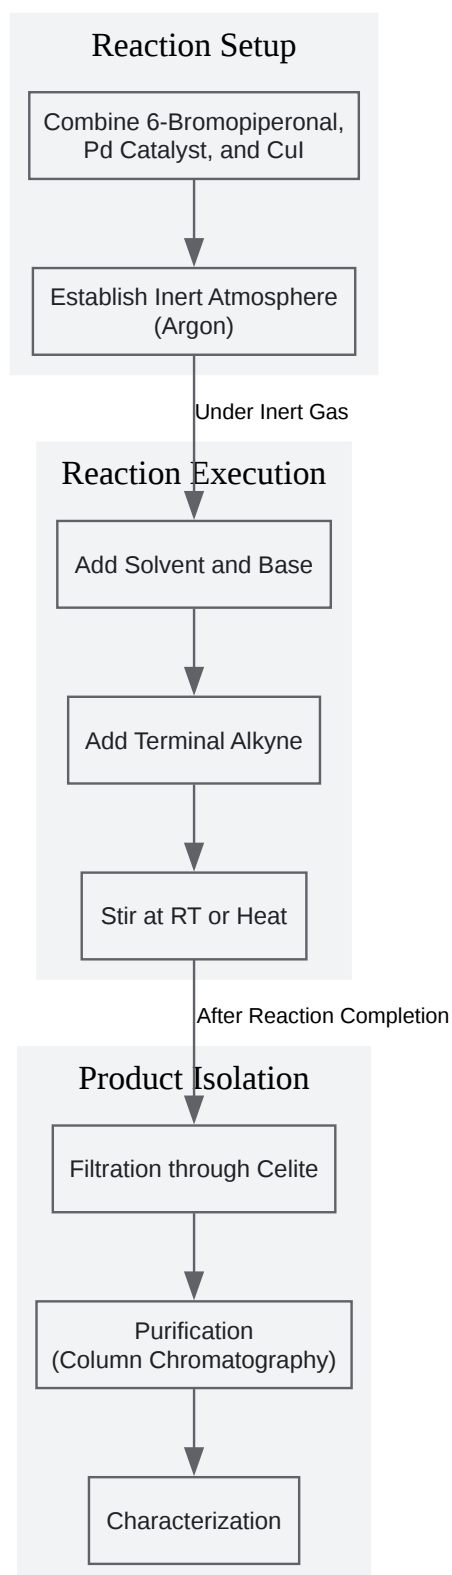 Reaction Setup
Combine 6-Bromopiperonal,
Pd Catalyst, and CuI
Establish Inert Atmosphere
(Argon)
Under Inert Gas
Reaction Execution
Add Solvent and Base
Add Terminal Alkyne
Stir at RT or Heat
After Reaction Completion
Product Isolation
Filtration through Celite
Purification
(Column Chromatography)
Characterization